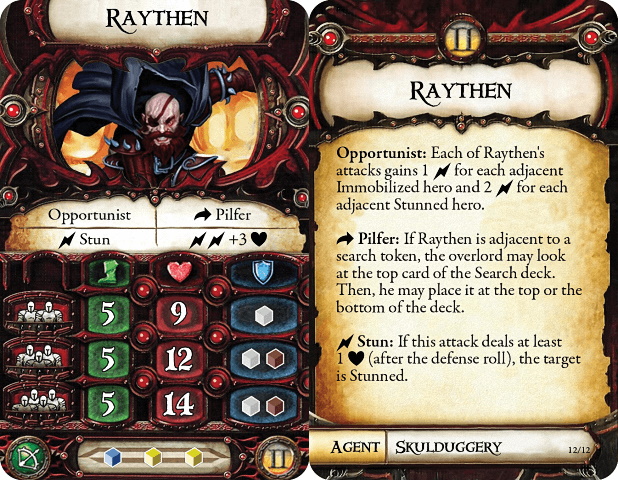 RAYTHEN
Opportunist
Pilfer
Stun
+3
5 9
5 12
5 14
II
II
RAYTHEN
Opportunist: Each of Raythen's
attacks gains 1 for each adjacent
Immobilized hero and 2 for each
adjacent Stunned hero.
Pilfer: If Raythen is adjacent to a
search token, the overlord may look
at the top card of the Search deck.
Then, he may place it at the top or the
bottom of the deck.
Stun: If this attack deals at least
1 (after the defense roll), the target
is Stunned.
AGENT SKULDUGGERY 12/12